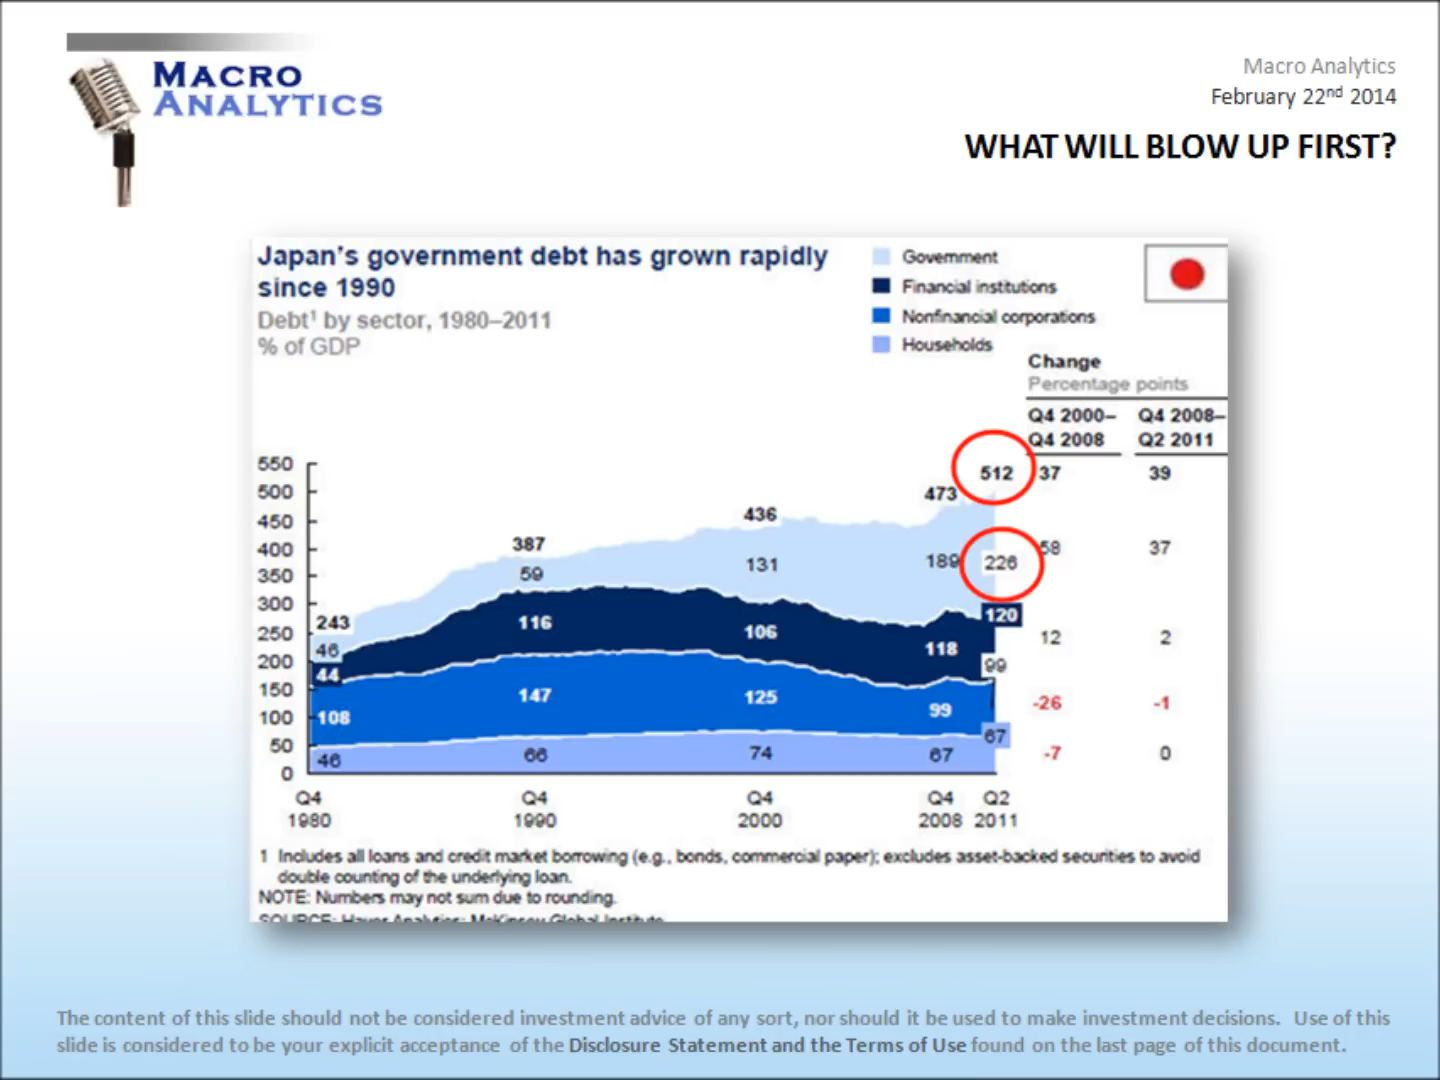 MACRO
ANALYTICS
Macro Analytics
February 22nd 2014
WHAT WILL BLOW UP FIRST?
Japan's government debt has grown rapidly
since 1990
Debt1 by sector, 1980–2011
% of GDP
Government
Financial institutions
Nonfinancial corporations
Households
Change
Percentage points
Q4 2000– Q4 2008–
Q4 2008 Q2 2011
550
500
450
400
350
300
250
200
150
100
50
0
243
46
44
108
46
387
59
116
147
66
436
131
106
125
74
473
189
118
99
67
512
226
120
99
67
37 39
58 37
12 2
-26 -1
-7 0
Q4 Q4 Q4 Q4 Q2
1980 1990 2000 2008 2011
1 Includes all loans and credit market borrowing (e.g., bonds, commercial paper); excludes asset-backed securities to avoid
double counting of the underlying loan.
NOTE: Numbers may not sum due to rounding.
SOURCE: Haver Analytics; McKinsey Global Institute
The content of this slide should not be considered investment advice of any sort, nor should it be used to make investment decisions. Use of this
slide is considered to be your explicit acceptance of the Disclosure Statement and the Terms of Use found on the last page of this document.